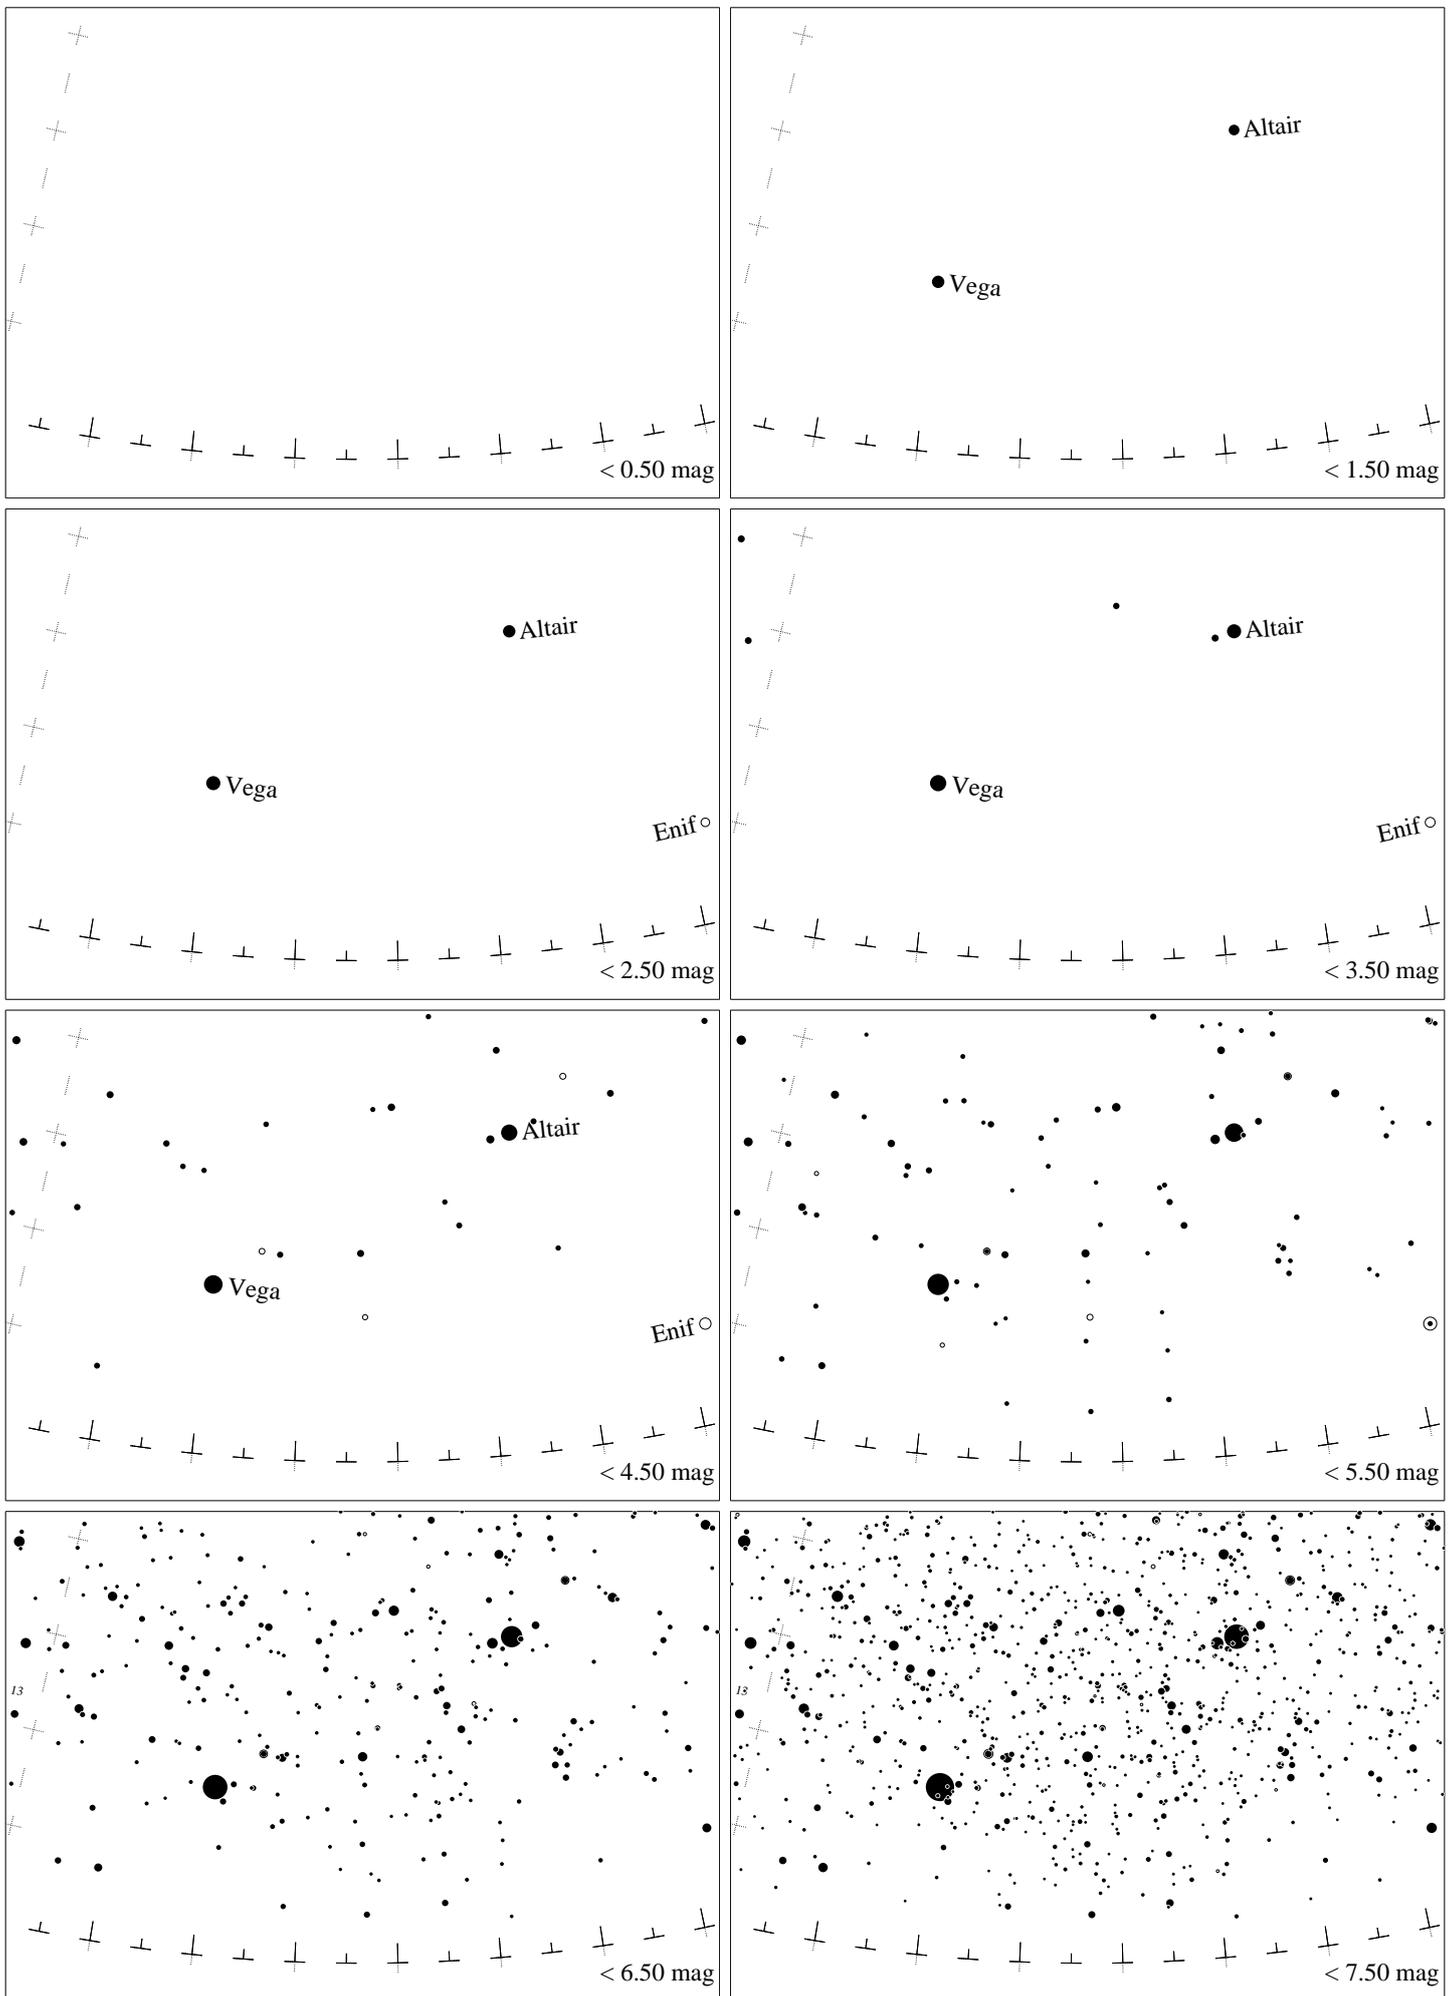 < 0.50 mag
Altair
Vega
< 1.50 mag
Altair
Vega
Enif
< 2.50 mag
Altair
Vega
Enif
< 3.50 mag
Altair
Vega
Enif
< 4.50 mag
< 5.50 mag
13
< 6.50 mag
13
< 7.50 mag